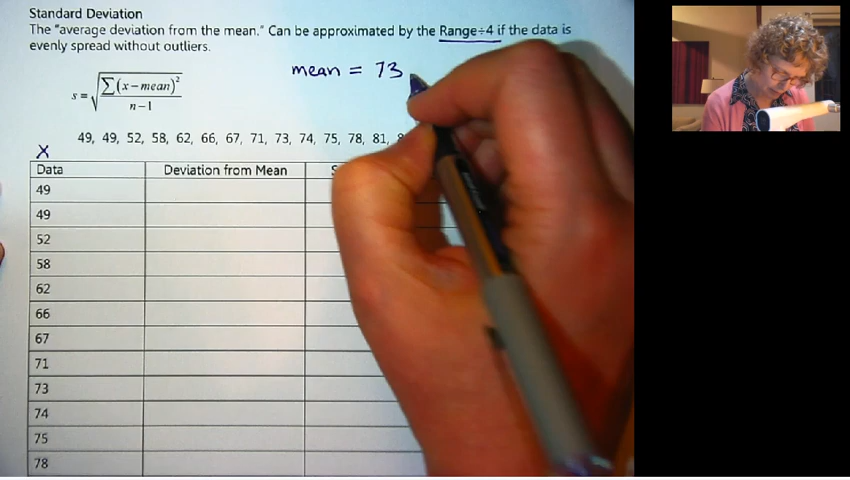 Standard Deviation
The "average deviation from the mean." Can be approximated by the Range÷4 if the data is
evenly spread without outliers.
mean = 73
s=√(∑(x−mean)²/(n−1))
49, 49, 52, 58, 62, 66, 67, 71, 73, 74, 75, 78, 81,
X
Data Deviation from Mean
49
49
52
58
62
66
67
71
73
74
75
78